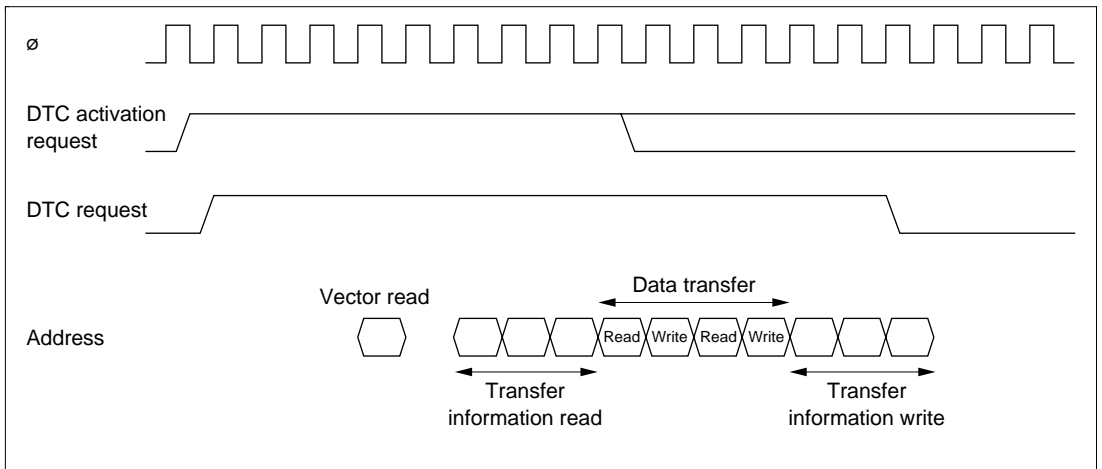 ø
DTC activation
request
DTC request
Data transfer
Vector read
Address
Read Write Read Write
Transfer
information read
Transfer
information write